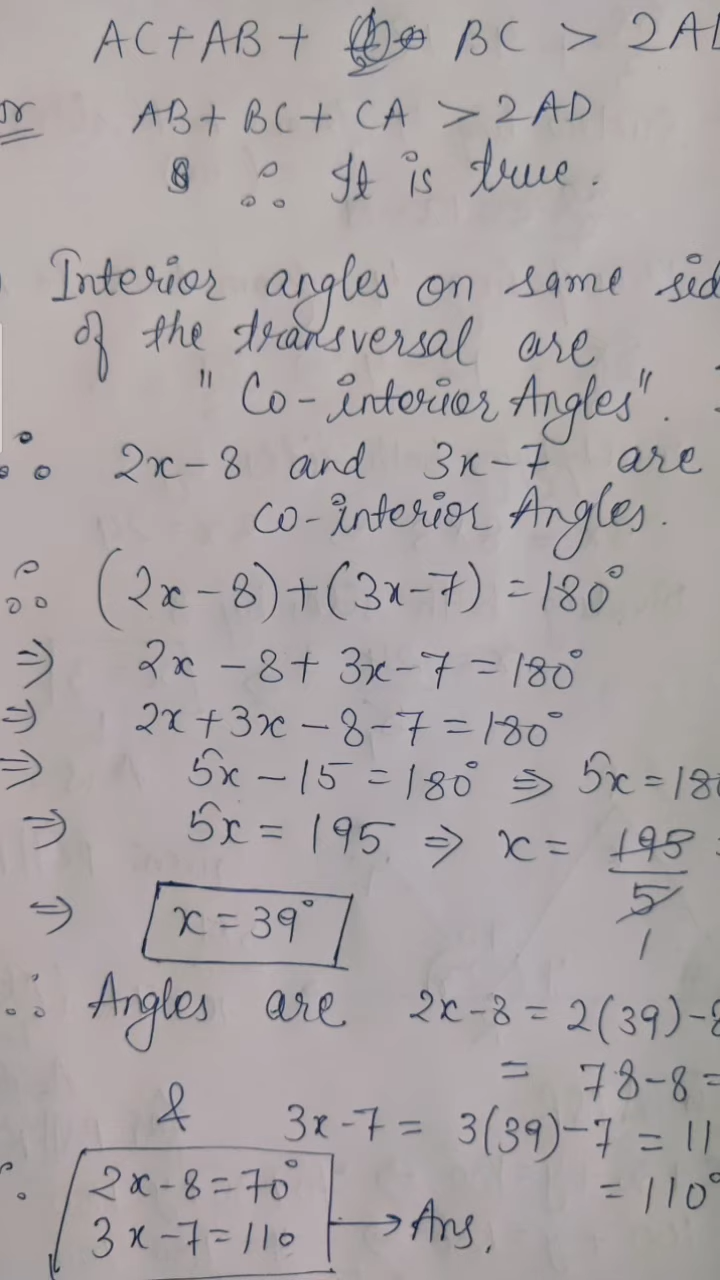 AC+AB+ BC > 2AD
or AB+ BC+ CA > 2AD
∴ It is true.
Interior angles on same sid
of the transversal are
"Co-interior Angles".
∴ 2x-8 and 3x-7 are
co-interior Angles.
∴ (2x-8)+(3x-7) = 180°
⇒ 2x -8+ 3x-7 = 180°
⇒ 2x+3x -8-7 = 180°
⇒ 5x -15 = 180° ⇒ 5x = 180
⇒ 5x = 195 ⇒ x = 195/5
1
⇒ x = 39°
∴ Angles are 2x-8 = 2(39)-8
= 78-8 =
& 3x-7 = 3(39)-7 = 11
= 110°
∴ 2x-8=70°
3x-7=110 → Ans.